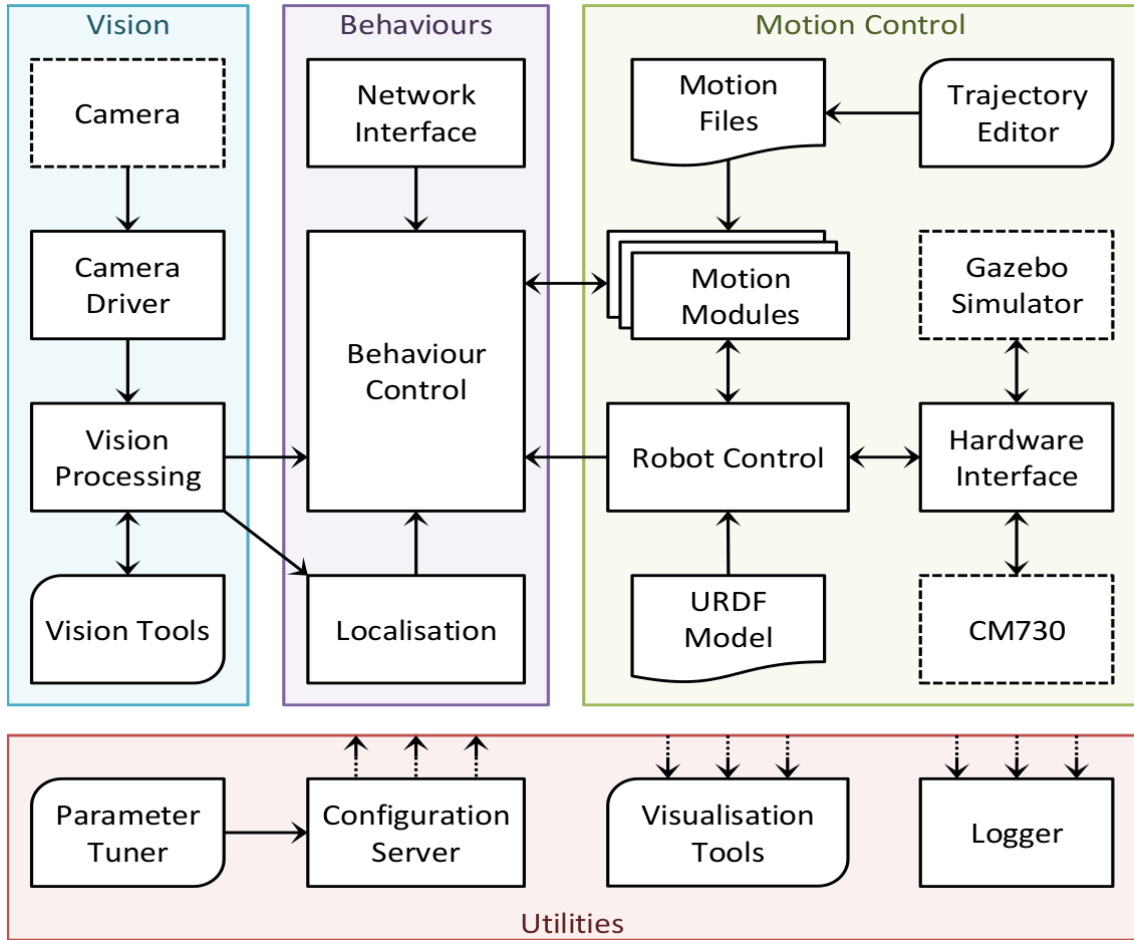 Vision
Behaviours
Motion Control
Camera
Network
Interface
Motion
Files
Trajectory
Editor
Camera
Driver
Behaviour
Control
Motion
Modules
Gazebo
Simulator
Vision
Processing
Robot Control
Hardware
Interface
Vision Tools
Localisation
URDF
Model
CM730
Parameter
Tuner
Configuration
Server
Visualisation
Tools
Logger
Utilities